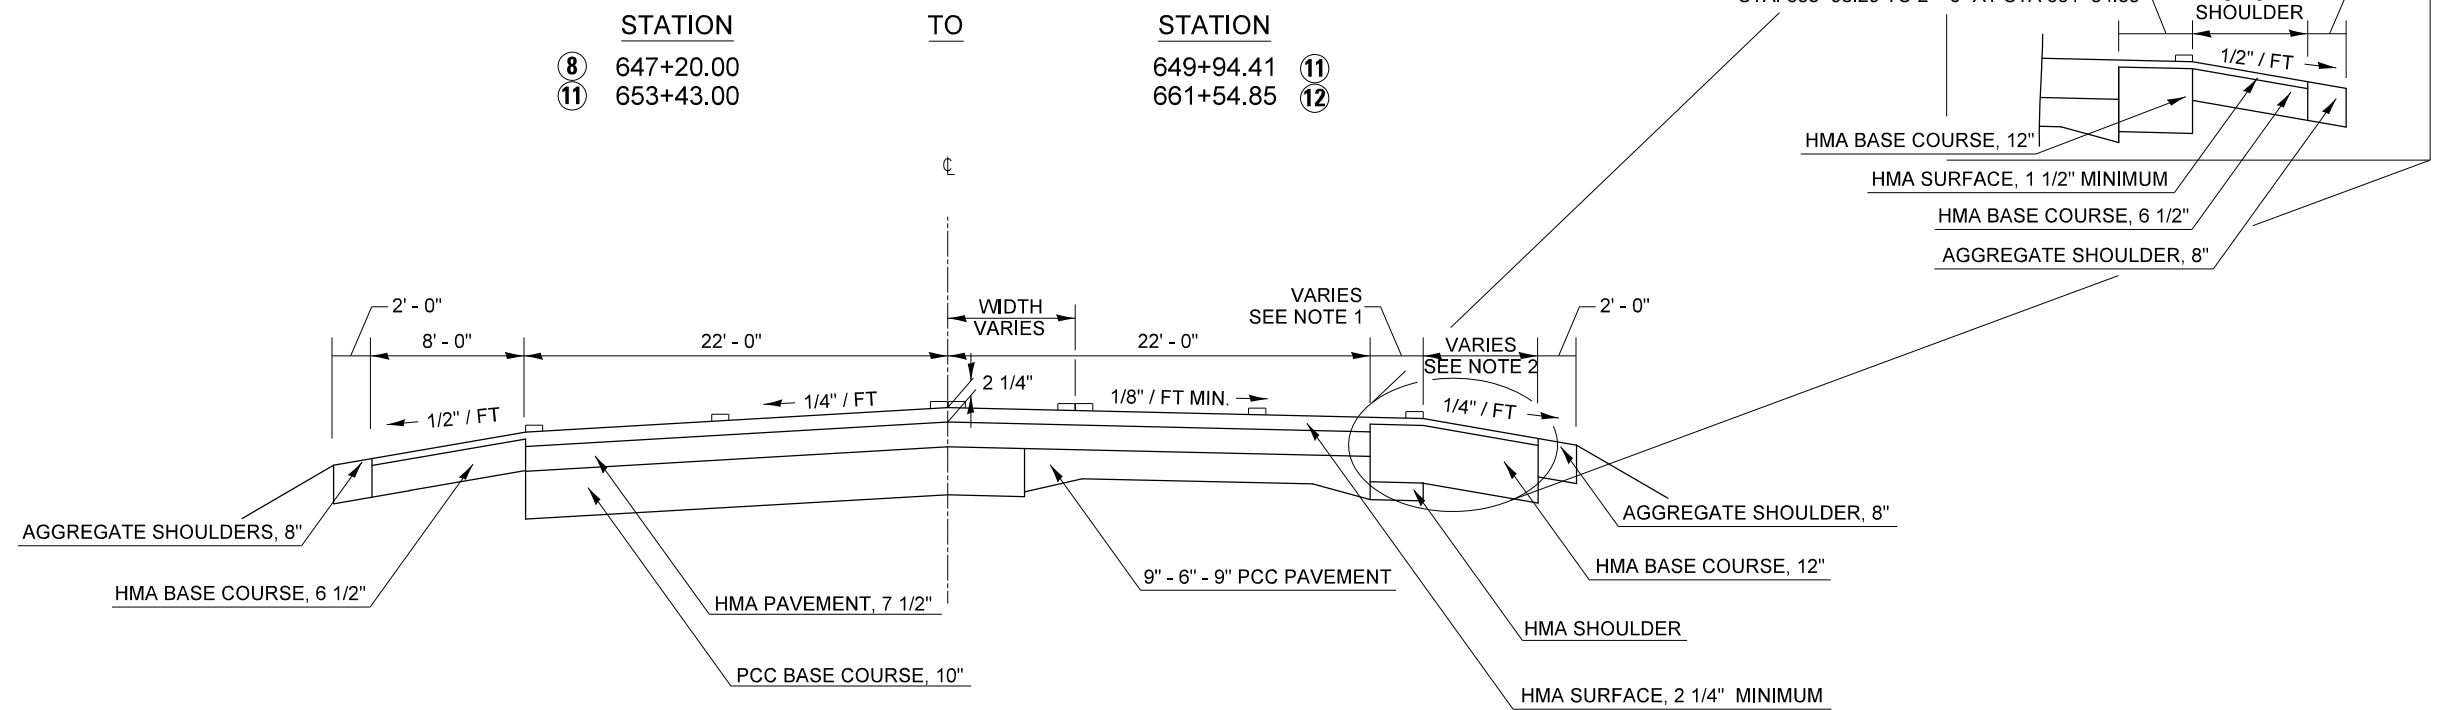 STATION TO STATION
8 647+20.00 649+94.41 11
11 653+43.00 661+54.85 12
SHOULDER
1/2" / FT
HMA BASE COURSE, 12"
HMA SURFACE, 1 1/2" MINIMUM
HMA BASE COURSE, 6 1/2"
AGGREGATE SHOULDER, 8"
℄
2' - 0"
8' - 0"
22' - 0"
WIDTH
VARIES
22' - 0"
VARIES
SEE NOTE 1
VARIES
SEE NOTE 2
2' - 0"
2 1/4"
1/2" / FT
1/4" / FT
1/8" / FT MIN.
1/4" / FT
AGGREGATE SHOULDERS, 8"
HMA BASE COURSE, 6 1/2"
HMA PAVEMENT, 7 1/2"
PCC BASE COURSE, 10"
9" - 6" - 9" PCC PAVEMENT
AGGREGATE SHOULDER, 8"
HMA BASE COURSE, 12"
HMA SHOULDER
HMA SURFACE, 2 1/4" MINIMUM